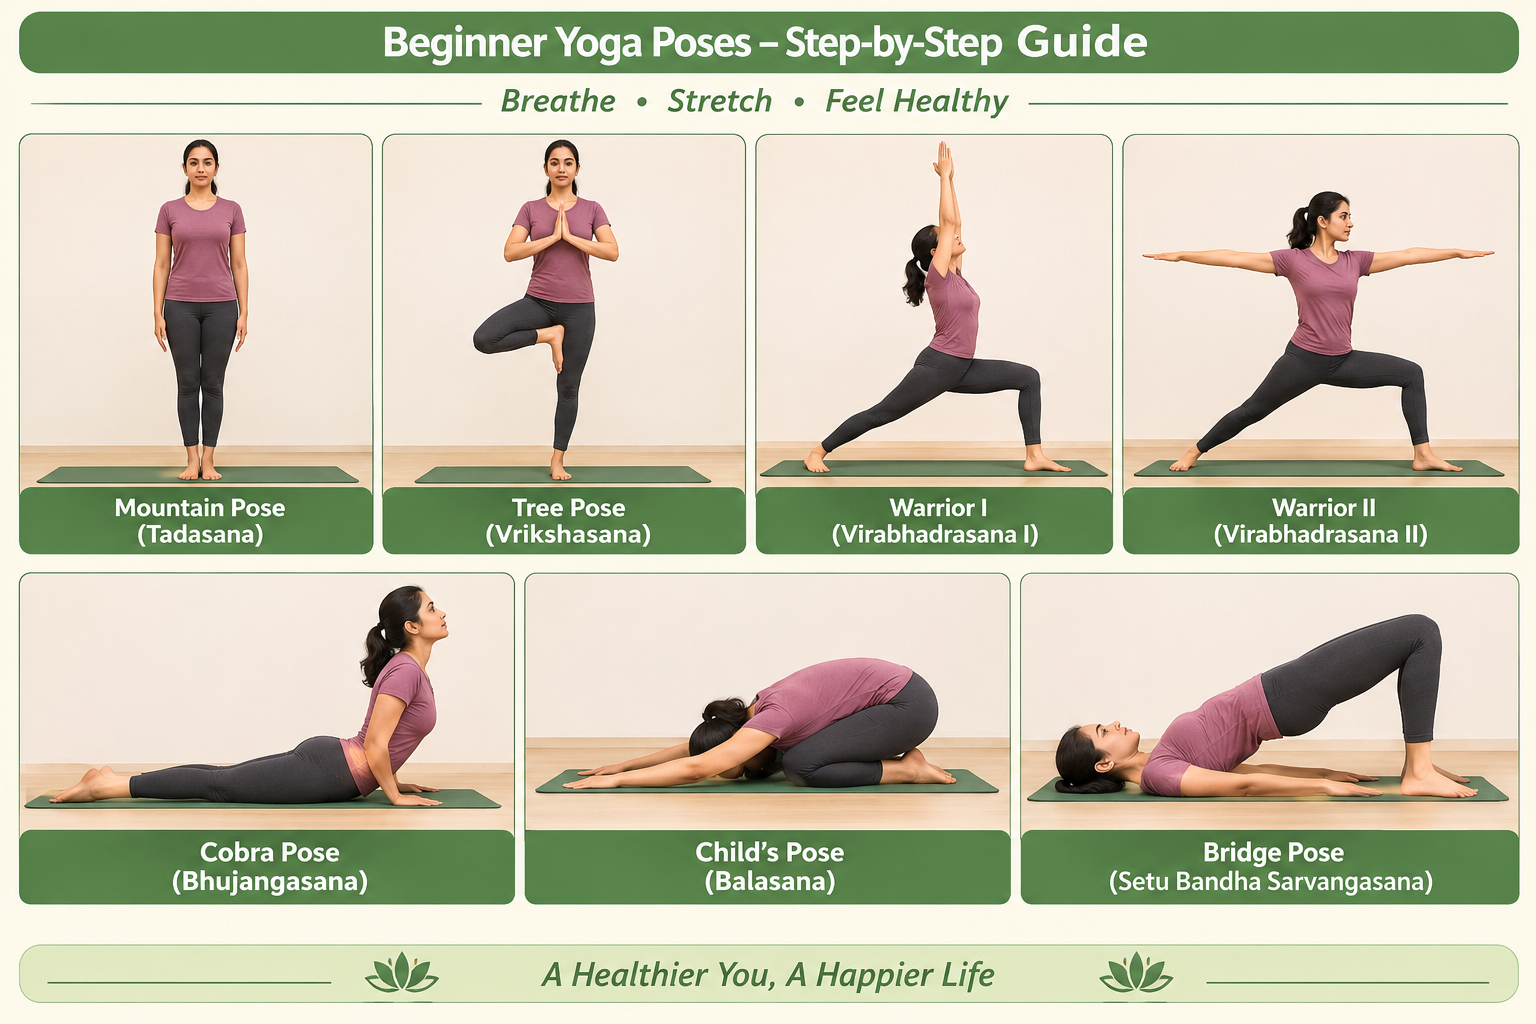 Beginner Yoga Poses – Step-by-Step Guide
Breathe • Stretch • Feel Healthy
Mountain Pose
(Tadasana)
Tree Pose
(Vrikshasana)
Warrior I
(Virabhadrasana I)
Warrior II
(Virabhadrasana II)
Cobra Pose
(Bhujangasana)
Child's Pose
(Balasana)
Bridge Pose
(Setu Bandha Sarvangasana)
A Healthier You, A Happier Life